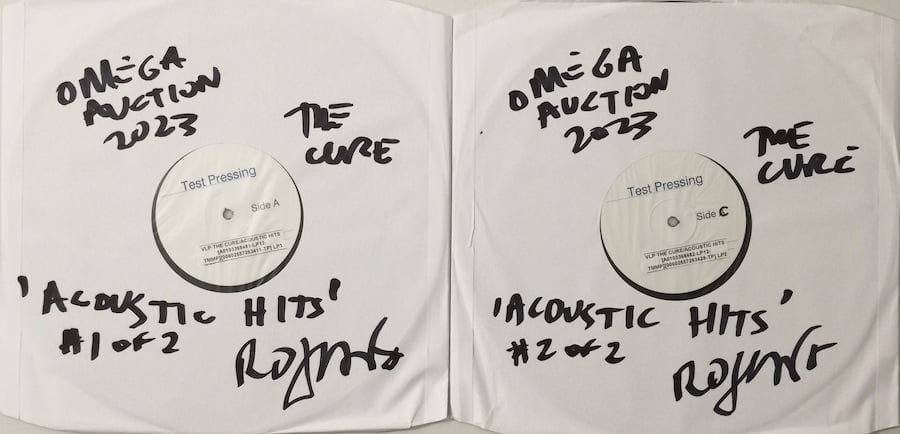 OMEGA
AUCTION
2023
THE
CURE
Test Pressing
Side A
VLP THE CURE/ACOUSTIC HITS
'ACOUSTIC HITS'
#1 OF 2
OMEGA
AUCTION
2023
THE
CURE
Test Pressing
Side C
VLP THE CURE/ACOUSTIC HITS
'ACOUSTIC HITS'
#2 OF 2